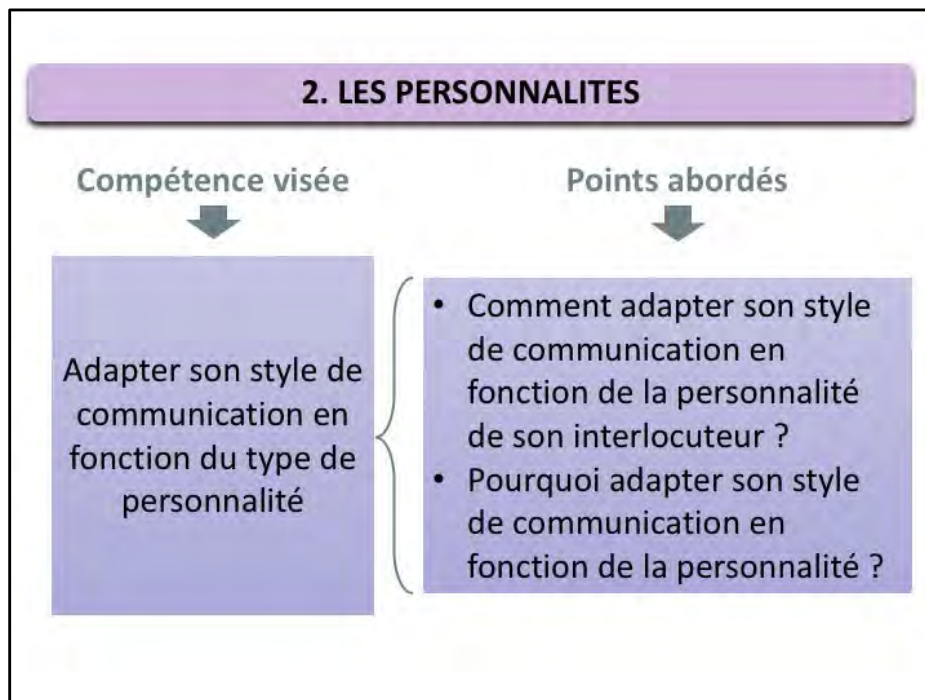 2. LES PERSONNALITES
Compétence visée
Adapter son style de
communication en
fonction du type de
personnalité
Points abordés
• Comment adapter son style
de communication en
fonction de la personnalité
de son interlocuteur ?
• Pourquoi adapter son style
de communication en
fonction de la personnalité ?